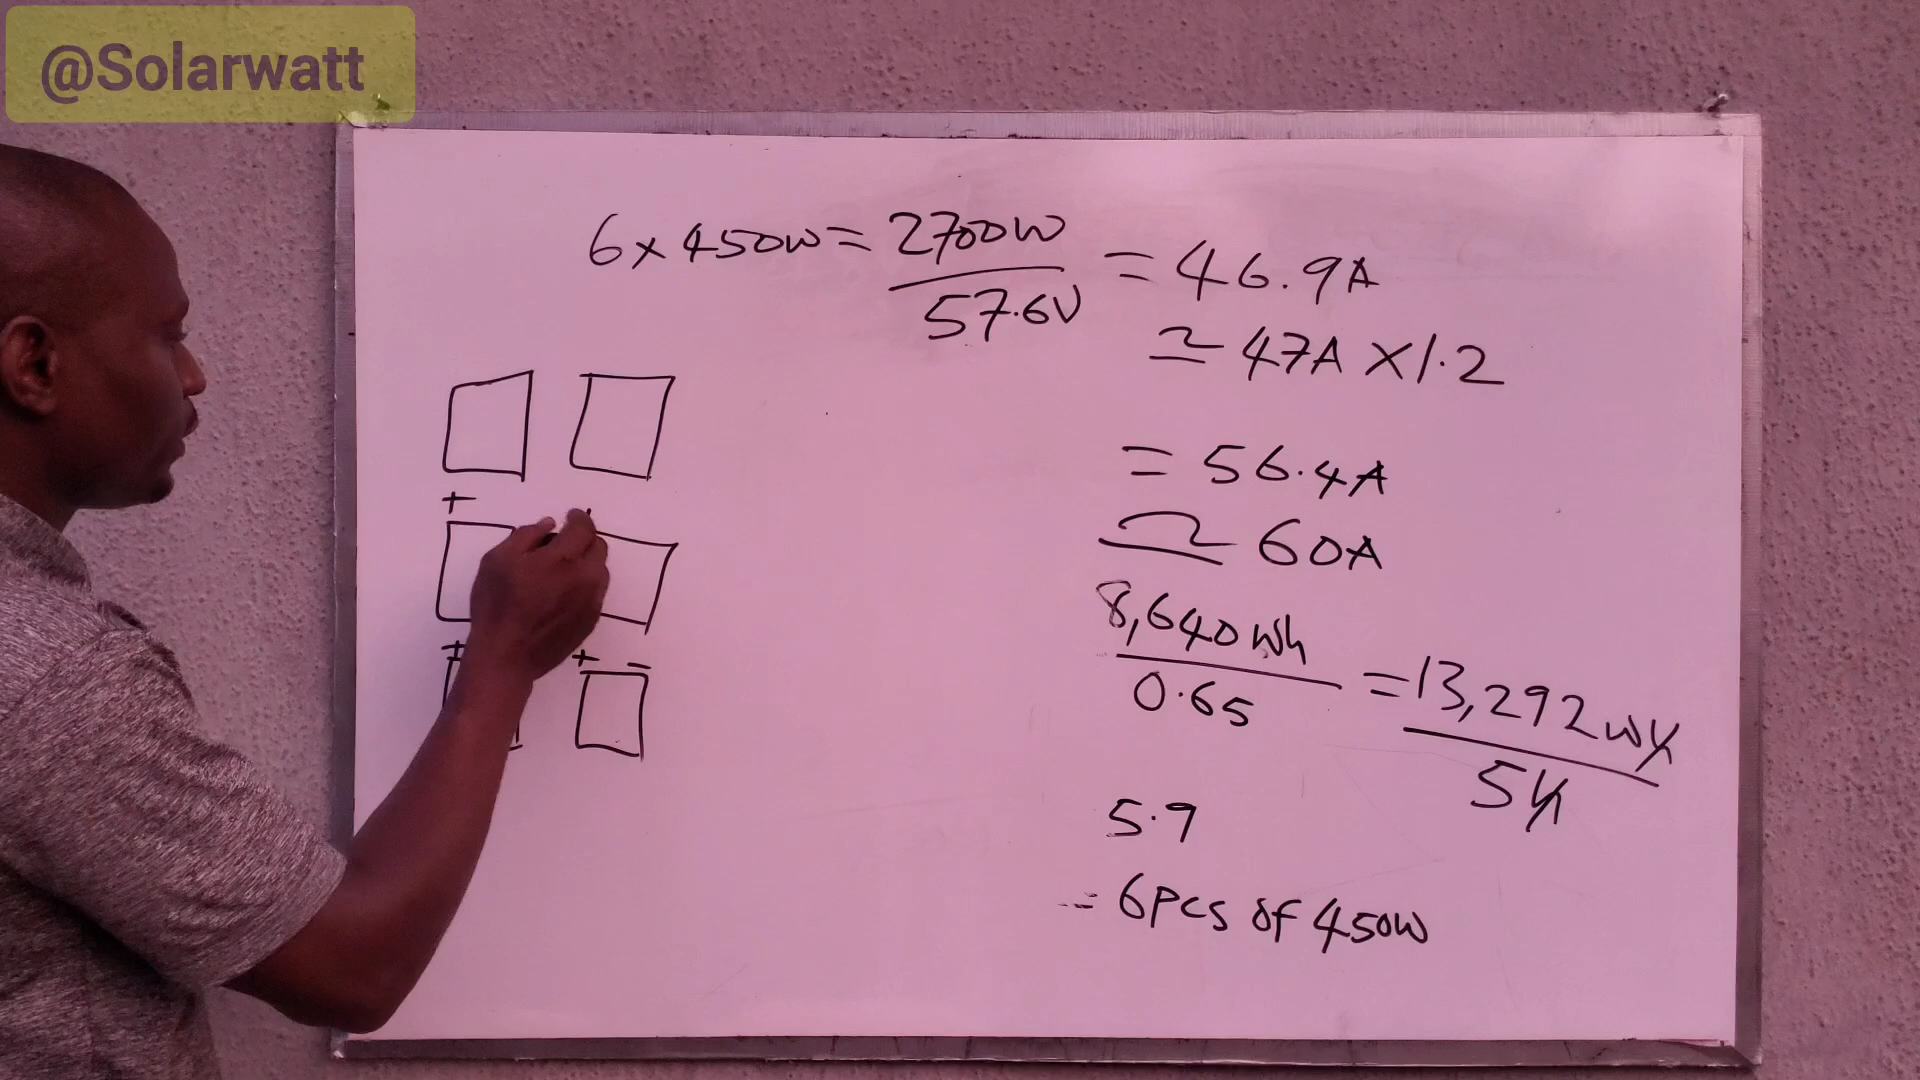 @Solarwatt
6 x 450W = 2700W / 57.6V = 46.9A
≃ 47A X 1.2
= 56.4A
≃ 60A
8,640Wh / 0.65 = 13,292Wh / 5h
5.9
= 6Pcs of 450W
+
+
+ -